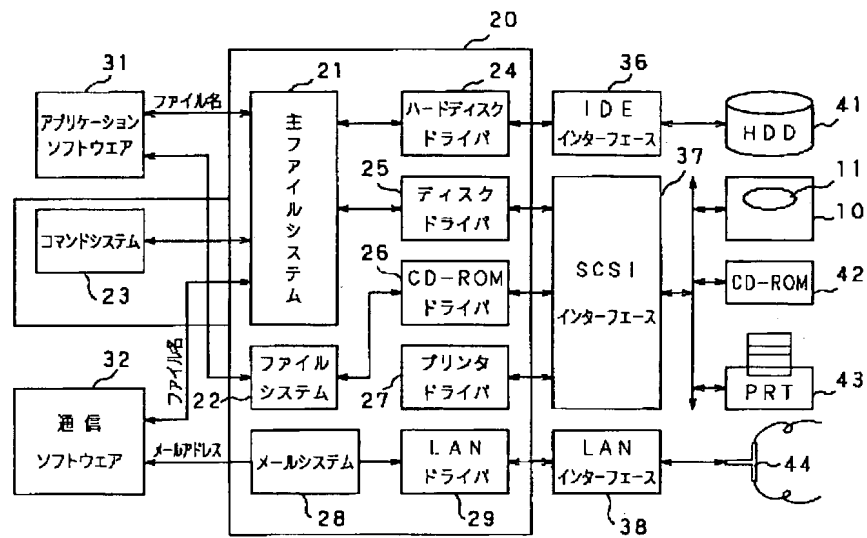 20
31
21
24
36
41
アプリケーション
ソフトウエア
ファイル名
主ファイルシステム
ハードディスク
ドライバ
IDE
インターフェース
HDD
25
37
11
10
ディスク
ドライバ
コマンドシステム
23
26
CD-ROM
ドライバ
SCSI
インターフェース
CD-ROM
42
32
ファイル名
ファイル
システム
22
27
プリンタ
ドライバ
PRT
43
通信
ソフトウエア
メールアドレス
メールシステム
28
LAN
ドライバ
29
LAN
インターフェース
38
44